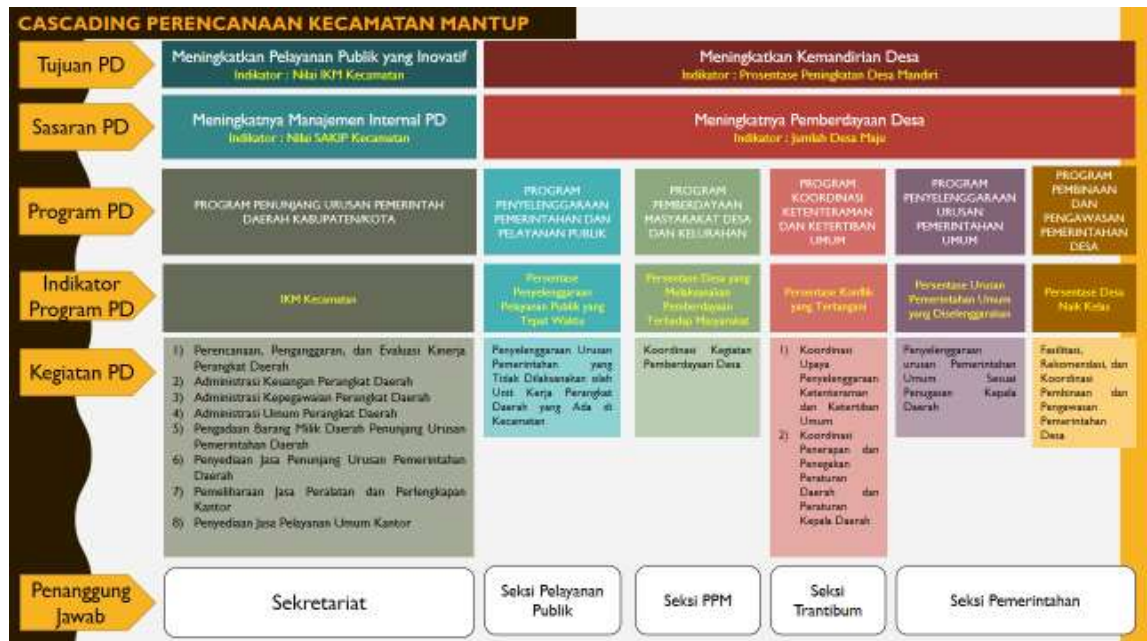 CASCADING PERENCANAAN KECAMATAN MANTUP
Tujuan PD
Meningkatkan Pelayanan Publik yang Inovatif
Indikator : Nilai IKM Kecamatan
Meningkatkan Kemandirian Desa
Indikator : Prosentase Peningkatan Desa Mandiri
Sasaran PD
Meningkatnya Manajemen Internal PD
Indikator : Nilai SAKIP Kecamatan
Meningkatnya Pemberdayaan Desa
Indikator : Jumlah Desa Maju
Program PD
PROGRAM PENUNJANG URUSAN PEMERINTAH
DAERAH KABUPATEN/KOTA
PROGRAM
PENYELENGGARAAN
PEMERINTAHAN DAN
PELAYANAN PUBLIK
PROGRAM
PEMBERDAYAAN
MASYARAKAT DESA
DAN KELURAHAN
PROGRAM
KOORDINASI
KETENTERAMAN
DAN KETERTIBAN
UMUM
PROGRAM
PENYELENGGARAAN
URUSAN
PEMERINTAHAN
UMUM
PROGRAM
PEMBINAAN
DAN
PENGAWASAN
PEMERINTAHAN
DESA
Indikator
Program PD
IKM Kecamatan
Persentase
Penyelenggaraan
Pelayanan Publik yang
Tepat Waktu
Persentase Desa yang
Melaksanakan
Pemberdayaan
Terhadap Masyarakat
Persentase Konflik
yang Tertangani
Persentase Urusan
Pemerintahan Umum
yang Diselenggarakan
Persentase Desa
Naik Kelas
Kegiatan PD
1) Perencanaan, Penganggaran, dan Evaluasi Kinerja
Perangkat Daerah
2) Administrasi Keuangan Perangkat Daerah
3) Administrasi Kepegawaian Perangkat Daerah
4) Administrasi Umum Perangkat Daerah
5) Pengadaan Barang Milik Daerah Penunjang Urusan
Pemerintahan Daerah
6) Penyediaan Jasa Penunjang Urusan Pemerintahan
Daerah
7) Pemeliharaan Jasa Peralatan dan Perlengkapan
Kantor
8) Penyediaan Jasa Pelayanan Umum Kantor
Penyelenggaraan Urusan
Pemerintahan yang
Tidak Dilaksanakan oleh
Unit Kerja Perangkat
Daerah yang Ada di
Kecamatan
Koordinasi Kegiatan
Pemberdayaan Desa
1) Koordinasi
Upaya
Penyelenggaraan
Ketenteraman
dan Ketertiban
Umum
2) Koordinasi
Penerapan dan
Penegakan
Peraturan
Daerah dan
Peraturan
Kepala Daerah
Penyelenggaraan
urusan Pemerintahan
Umum Sesuai
Penugasan Kepala
Daerah
Fasilitasi,
Rekomendasi, dan
Koordinasi
Pembinaan dan
Pengawasan
Pemerintahan
Desa
Penanggung
Jawab
Sekretariat
Seksi Pelayanan
Publik
Seksi PPM
Seksi
Trantibum
Seksi Pemerintahan